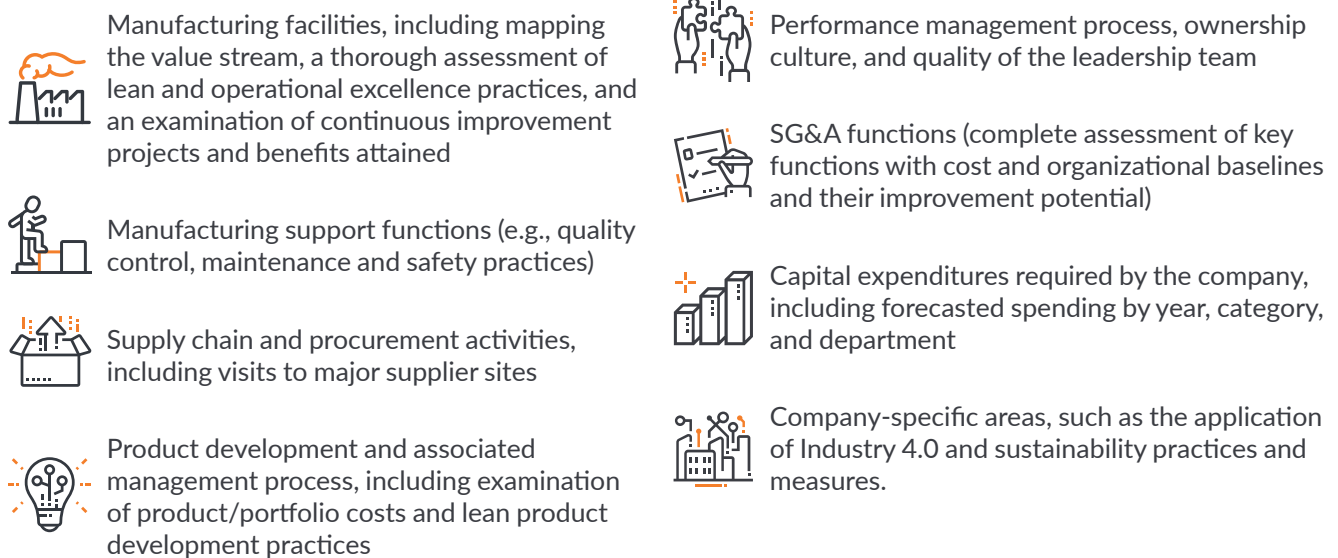 Manufacturing facilities, including mapping
the value stream, a thorough assessment of
lean and operational excellence practices, and
an examination of continuous improvement
projects and benefits attained
Manufacturing support functions (e.g., quality
control, maintenance and safety practices)
Supply chain and procurement activities,
including visits to major supplier sites
Product development and associated
management process, including examination
of product/portfolio costs and lean product
development practices
Performance management process, ownership
culture, and quality of the leadership team
SG&A functions (complete assessment of key
functions with cost and organizational baselines
and their improvement potential)
Capital expenditures required by the company,
including forecasted spending by year, category,
and department
Company-specific areas, such as the application
of Industry 4.0 and sustainability practices and
measures.